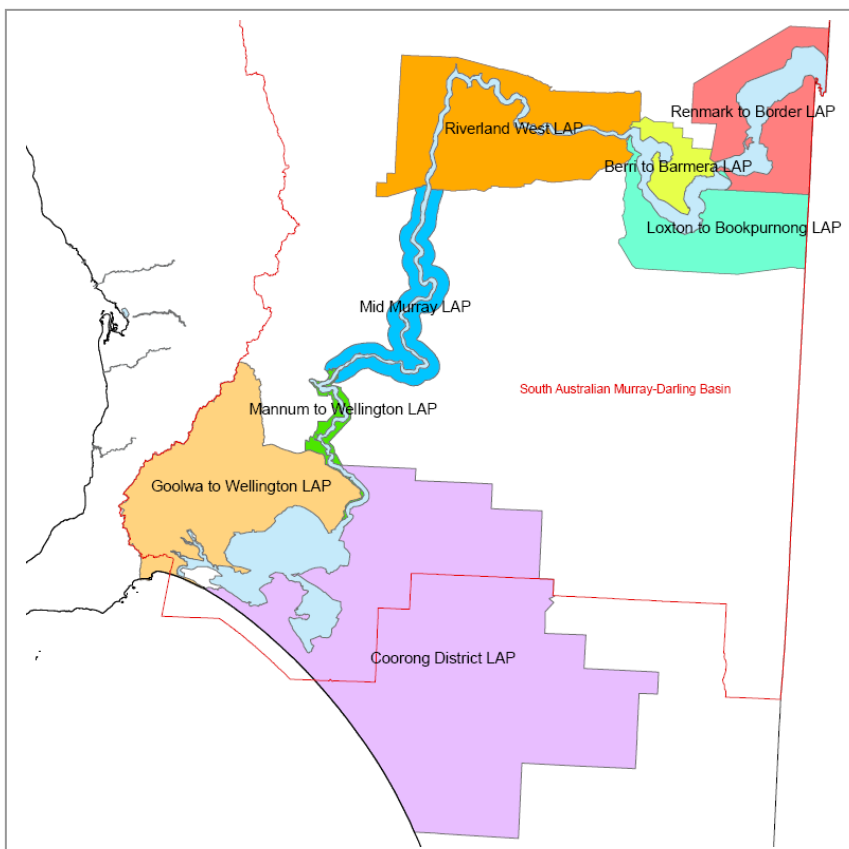 Renmark to Border LAP
Riverland West LAP
Berri to Barmera LAP
Loxton to Bookpurnong LAP
Mid Murray LAP
South Australian Murray-Darling Basin
Mannum to Wellington LAP
Goolwa to Wellington LAP
Coorong District LAP